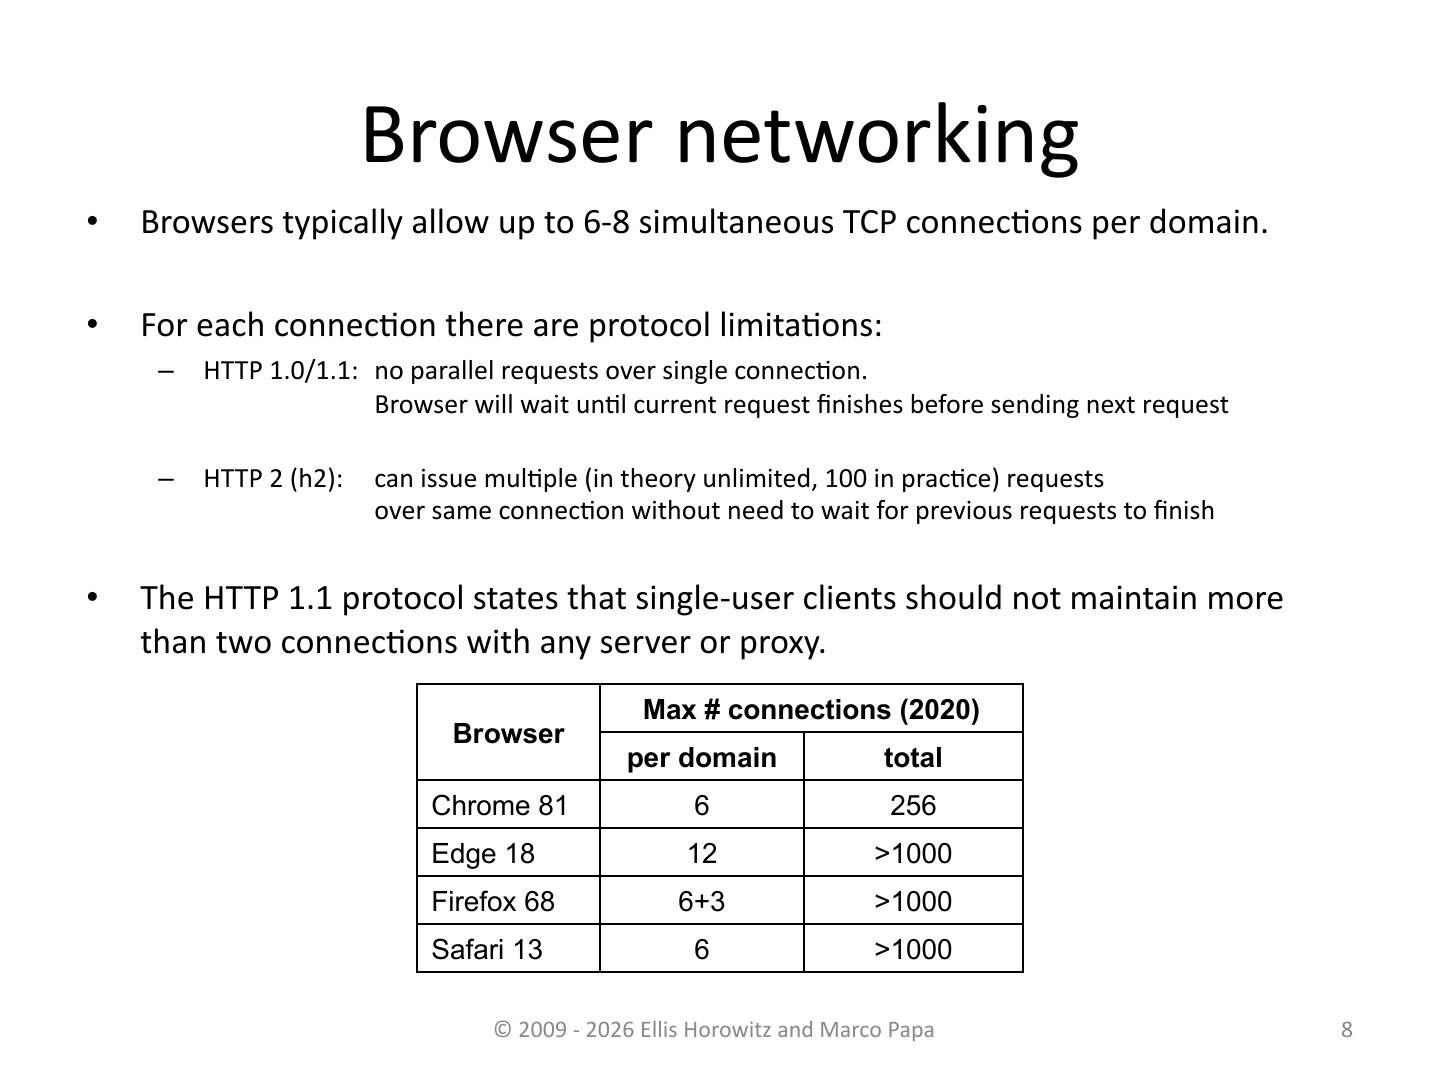 Browser networking
• Browsers typically allow up to 6-8 simultaneous TCP connections per domain.
• For each connection there are protocol limitations:
– HTTP 1.0/1.1: no parallel requests over single connection.
Browser will wait until current request finishes before sending next request
– HTTP 2 (h2): can issue multiple (in theory unlimited, 100 in practice) requests
over same connection without need to wait for previous requests to finish
• The HTTP 1.1 protocol states that single-user clients should not maintain more
than two connections with any server or proxy.
Browser Max # connections (2020)
per domain total
Chrome 81 6 256
Edge 18 12 >1000
Firefox 68 6+3 >1000
Safari 13 6 >1000
© 2009 - 2026 Ellis Horowitz and Marco Papa 8